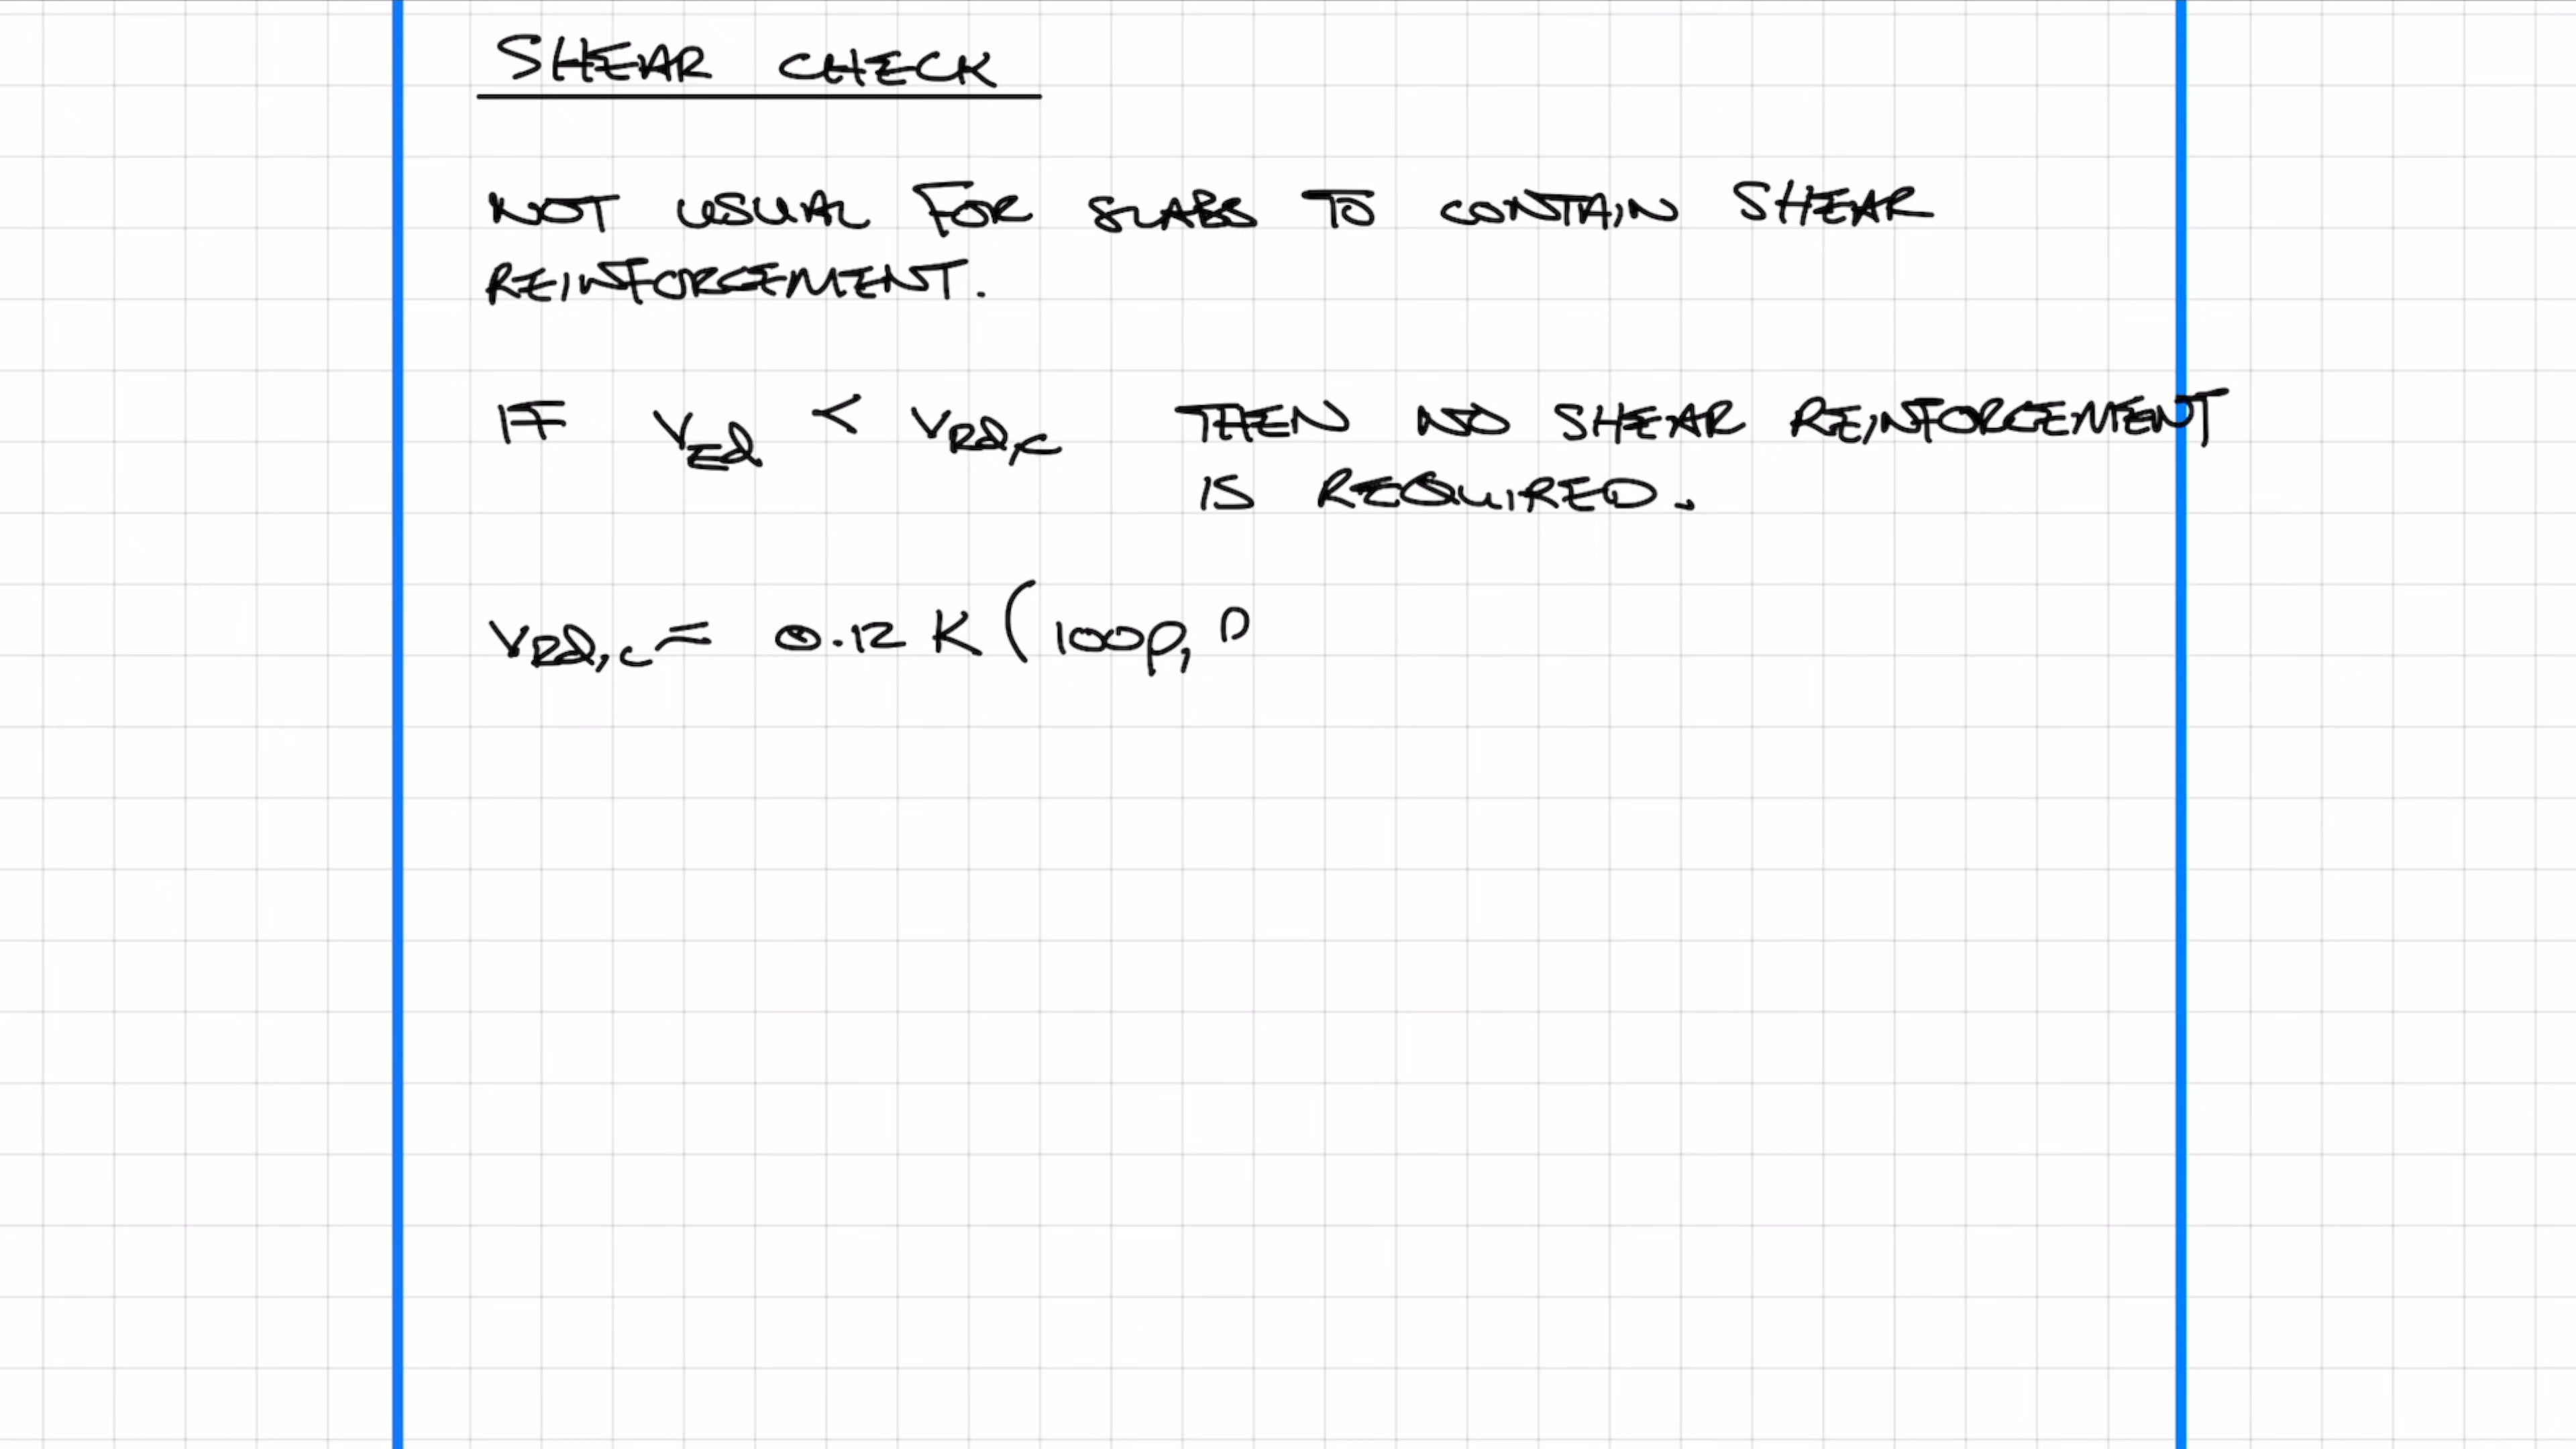 SHEAR CHECK
NOT USUAL FOR SLABS TO CONTAIN SHEAR
REINFORCEMENT.
IF VEd < VRd,c THEN NO SHEAR REINFORCEMENT
IS REQUIRED.
VRd,c = 0.12 K (100ρ,